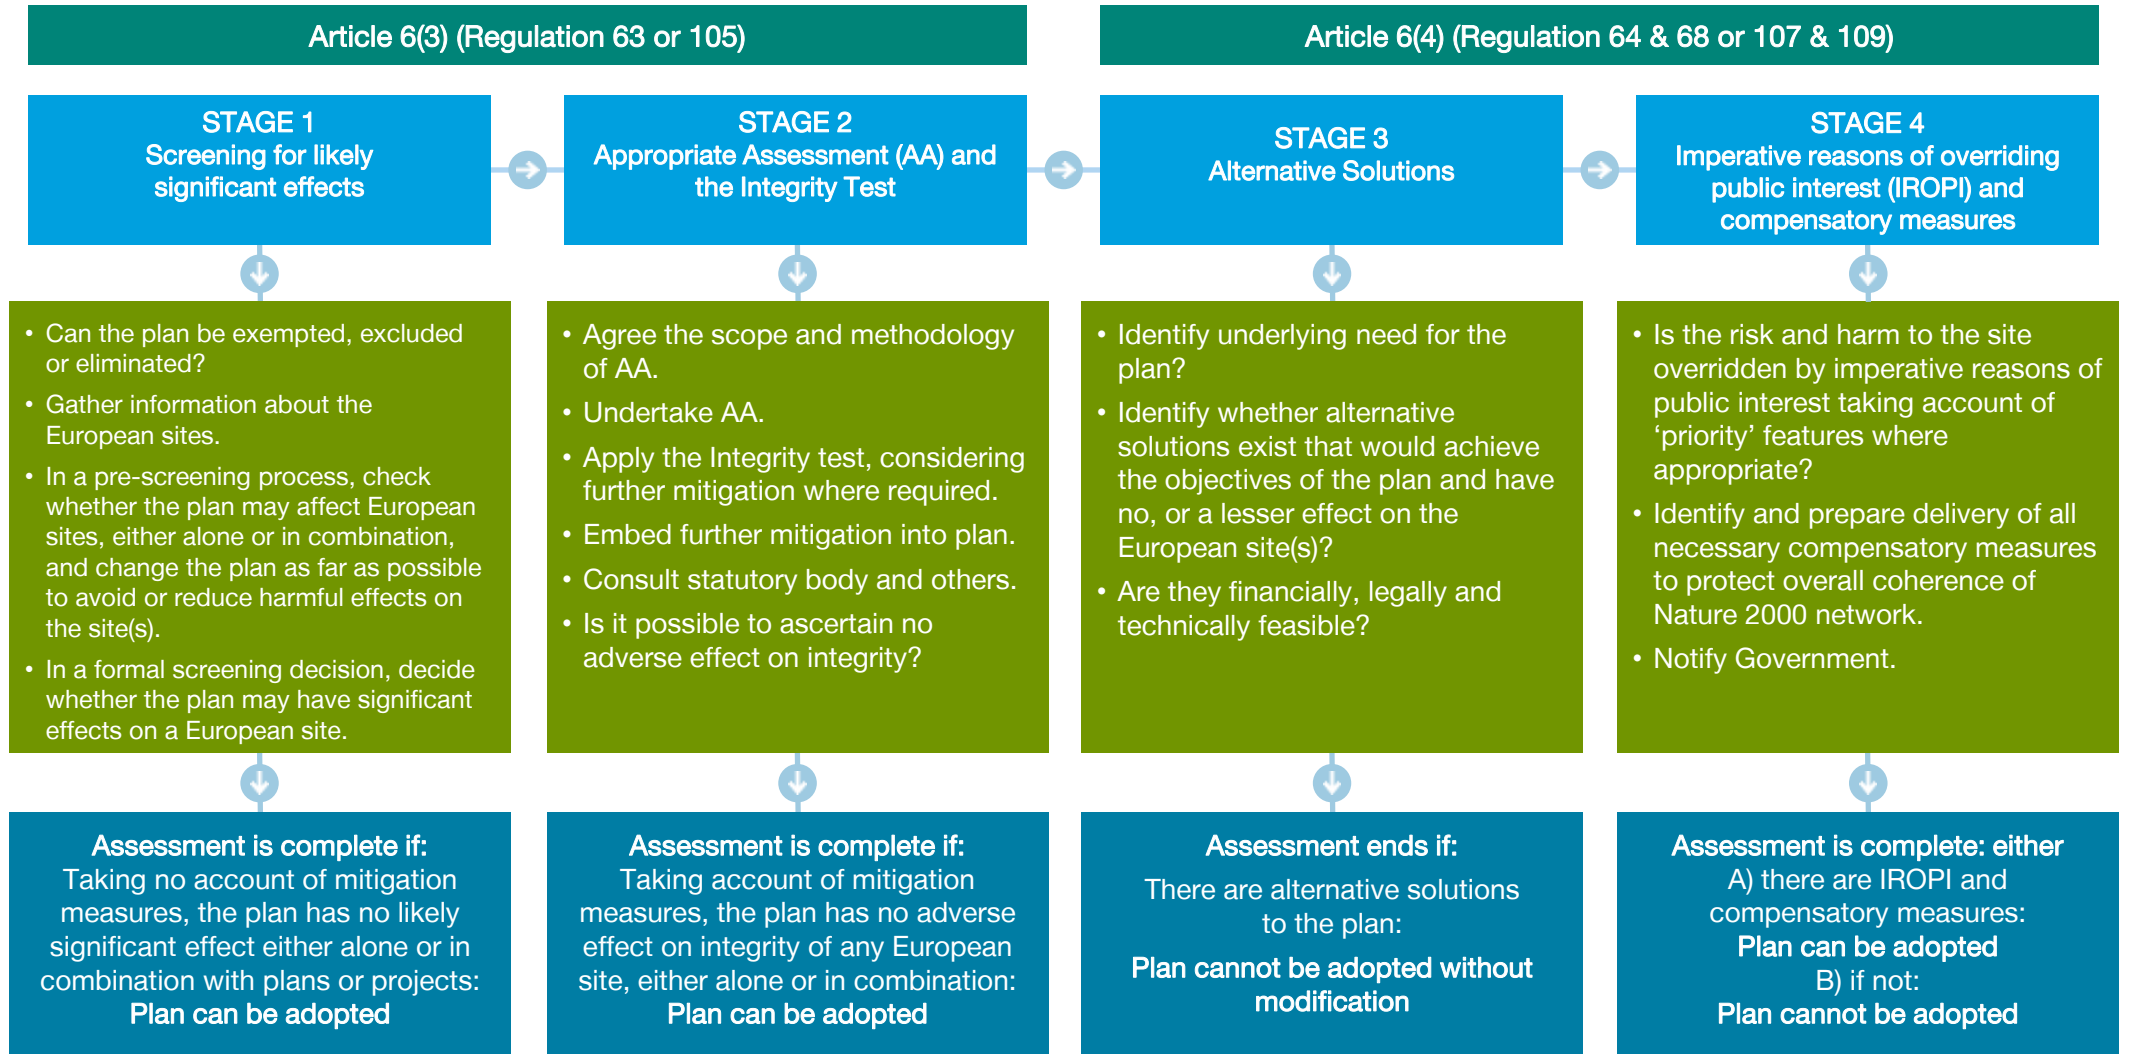 Article 6(3) (Regulation 63 or 105)
Article 6(4) (Regulation 64 & 68 or 107 & 109)
STAGE 1
Screening for likely
significant effects
STAGE 2
Appropriate Assessment (AA) and
the Integrity Test
STAGE 3
Alternative Solutions
STAGE 4
Imperative reasons of overriding
public interest (IROPI) and
compensatory measures
• Can the plan be exempted, excluded
or eliminated?
• Gather information about the
European sites.
• In a pre-screening process, check
whether the plan may affect European
sites, either alone or in combination,
and change the plan as far as possible
to avoid or reduce harmful effects on
the site(s).
• In a formal screening decision, decide
whether the plan may have significant
effects on a European site.
• Agree the scope and methodology
of AA.
• Undertake AA.
• Apply the Integrity test, considering
further mitigation where required.
• Embed further mitigation into plan.
• Consult statutory body and others.
• Is it possible to ascertain no
adverse effect on integrity?
• Identify underlying need for the
plan?
• Identify whether alternative
solutions exist that would achieve
the objectives of the plan and have
no, or a lesser effect on the
European site(s)?
• Are they financially, legally and
technically feasible?
• Is the risk and harm to the site
overridden by imperative reasons of
public interest taking account of
‘priority’ features where
appropriate?
• Identify and prepare delivery of all
necessary compensatory measures
to protect overall coherence of
Nature 2000 network.
• Notify Government.
Assessment is complete if:
Taking no account of mitigation
measures, the plan has no likely
significant effect either alone or in
combination with plans or projects:
Plan can be adopted
Assessment is complete if:
Taking account of mitigation
measures, the plan has no adverse
effect on integrity of any European
site, either alone or in combination:
Plan can be adopted
Assessment ends if:
There are alternative solutions
to the plan:
Plan cannot be adopted without
modification
Assessment is complete: either
A) there are IROPI and
compensatory measures:
Plan can be adopted
B) if not:
Plan cannot be adopted